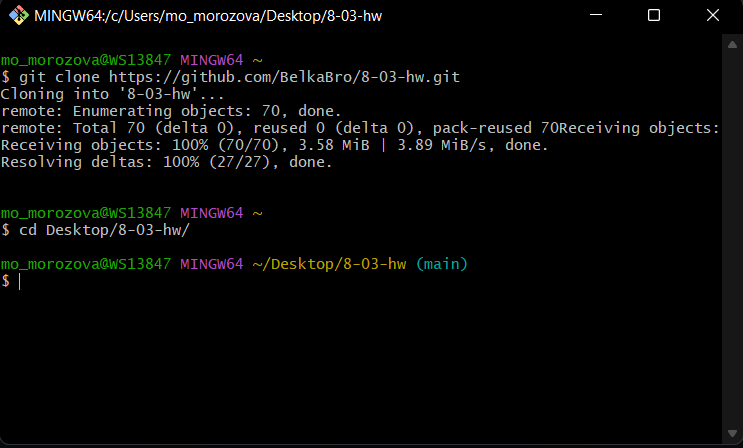 MINGW64:/c/Users/mo_morozova/Desktop/8-03-hw
mo_morozova@WS13847 MINGW64 ~
$ git clone https://github.com/BelkaBro/8-03-hw.git
Cloning into '8-03-hw'...
remote: Enumerating objects: 70, done.
remote: Total 70 (delta 0), reused 0 (delta 0), pack-reused 70Receiving objects:
Receiving objects: 100% (70/70), 3.58 MiB | 3.89 MiB/s, done.
Resolving deltas: 100% (27/27), done.
mo_morozova@WS13847 MINGW64 ~
$ cd Desktop/8-03-hw/
mo_morozova@WS13847 MINGW64 ~/Desktop/8-03-hw (main)
$